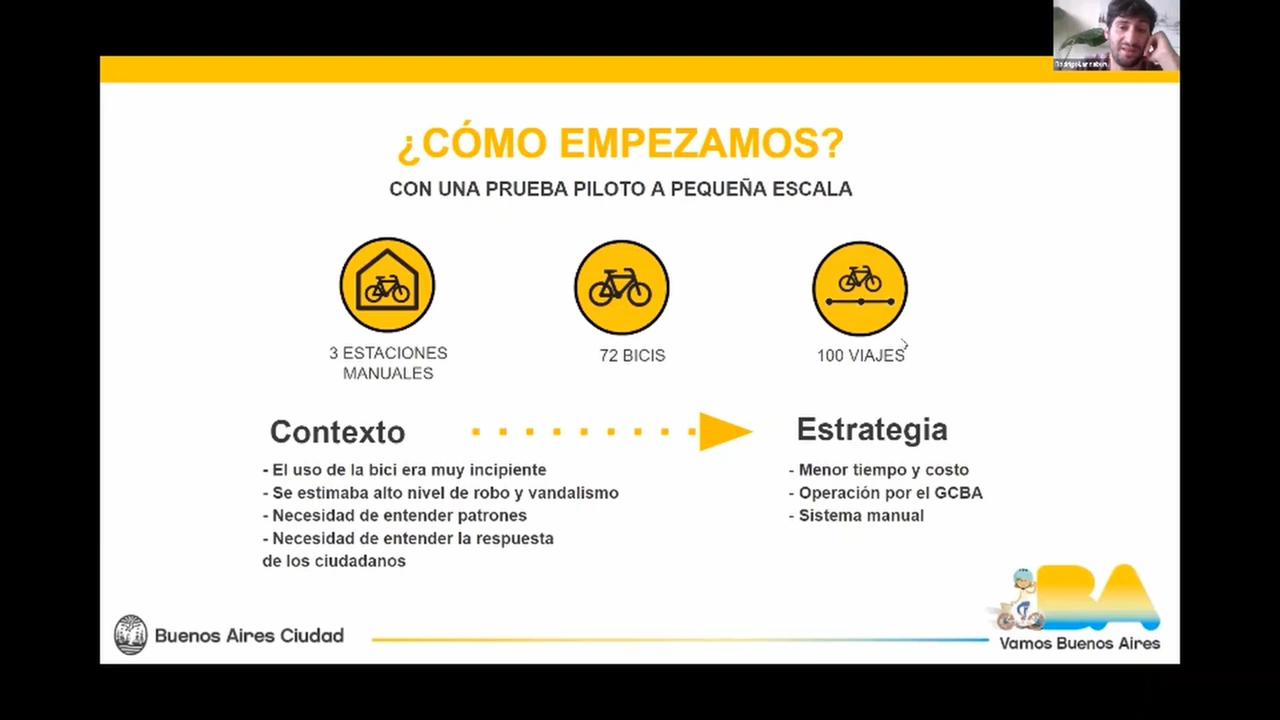 ¿CÓMO EMPEZAMOS?
CON UNA PRUEBA PILOTO A PEQUEÑA ESCALA
3 ESTACIONES
MANUALES
72 BICIS
100 VIAJES
Contexto
- El uso de la bici era muy incipiente
- Se estimaba alto nivel de robo y vandalismo
- Necesidad de entender patrones
- Necesidad de entender la respuesta
de los ciudadanos
Estrategia
- Menor tiempo y costo
- Operación por el GCBA
- Sistema manual
Buenos Aires Ciudad
BA
Vamos Buenos Aires